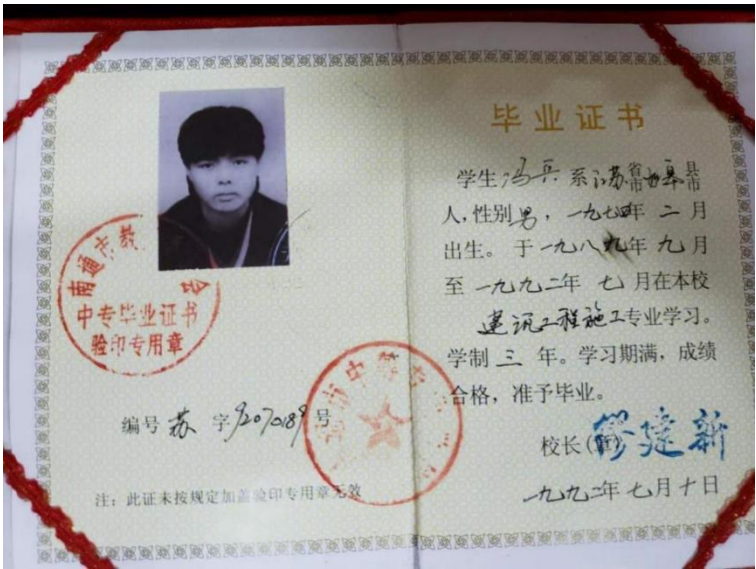 南通市教
中专毕业证书
验印专用章
编号 苏 字92070189号
注：此证未按规定加盖验印专用章无效
毕业证书
学生冯兵系江苏省市如皋县市
人，性别男，一九七四年二月
出生。于一九八九年九月
至一九九二年七月在本校
建筑工程施工专业学习。
学制三年。学习期满，成绩
合格，准予毕业。
校长(章)缪建新
一九九二年七月十日